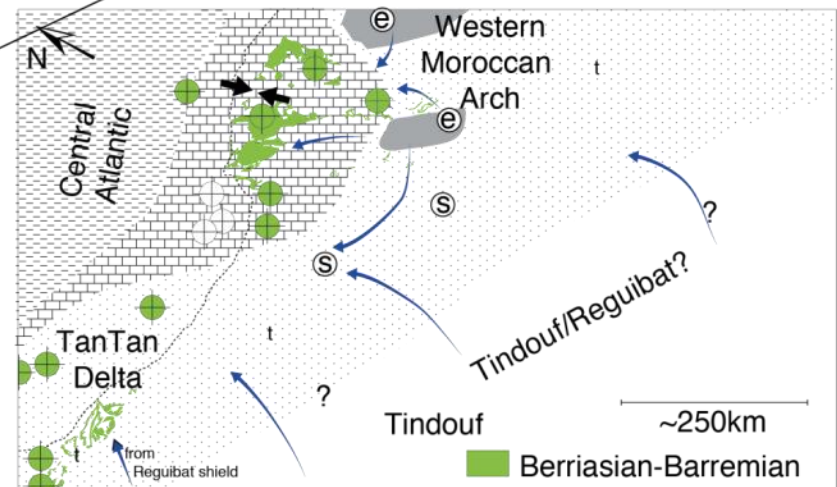 e
Western
Moroccan
Arch
t
N
Central
Atlantic
e
s
?
s
Tindouf/Reguibat?
t
TanTan
Delta
?
Tindouf
~250km
t
from
Reguibat shield
Berriasian-Barremian